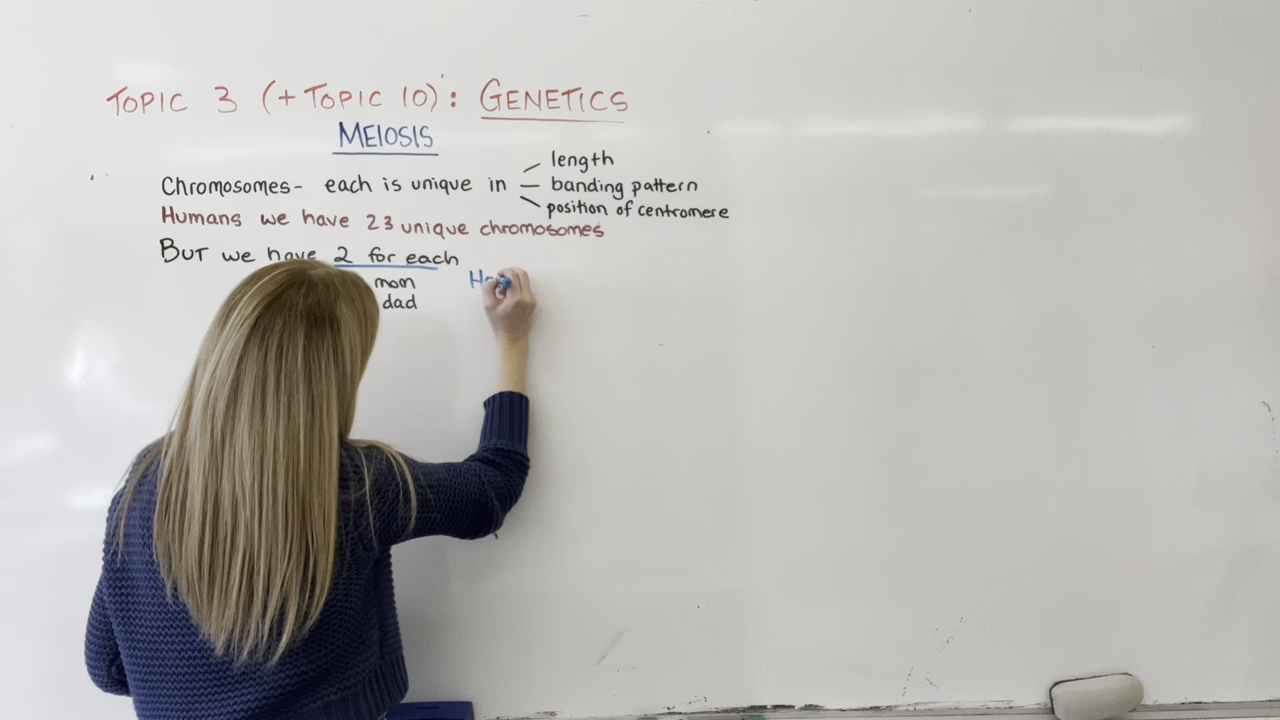 TOPIC 3 (+ TOPIC 10): GENETICS
MEIOSIS
Chromosomes- each is unique in
length
banding pattern
position of centromere
Humans we have 23 unique chromosomes
BUT we have 2 for each
mom
dad